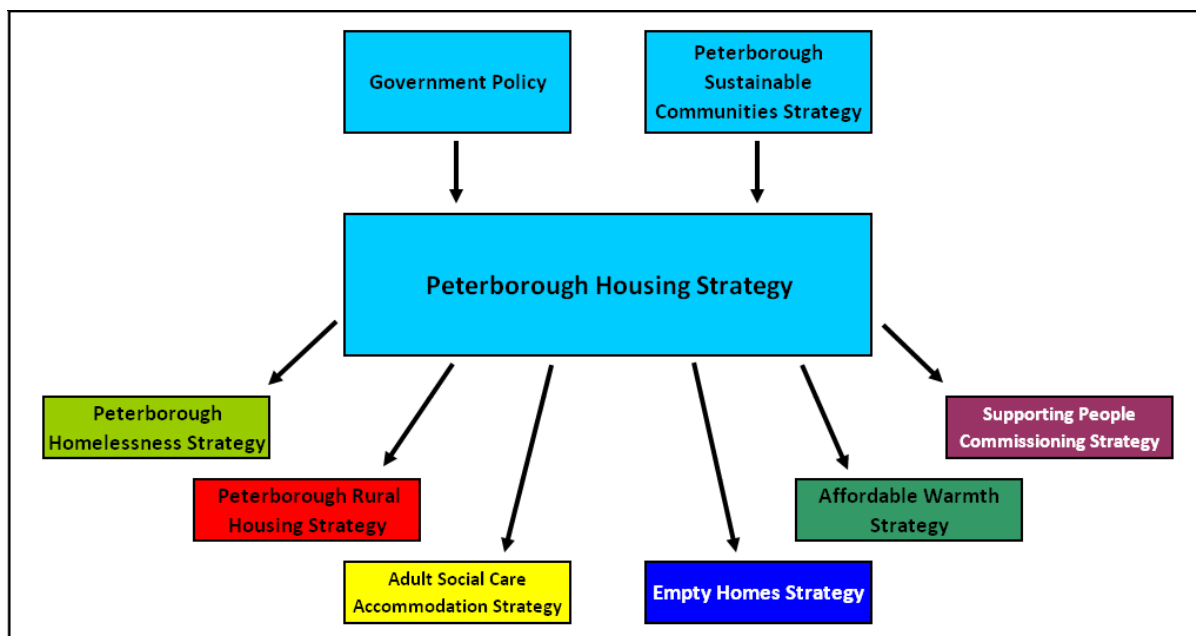 Government Policy
Peterborough
Sustainable
Communities Strategy
Peterborough Housing Strategy
Peterborough
Homelessness Strategy
Supporting People
Commissioning Strategy
Peterborough Rural
Housing Strategy
Affordable Warmth
Strategy
Adult Social Care
Accommodation Strategy
Empty Homes Strategy